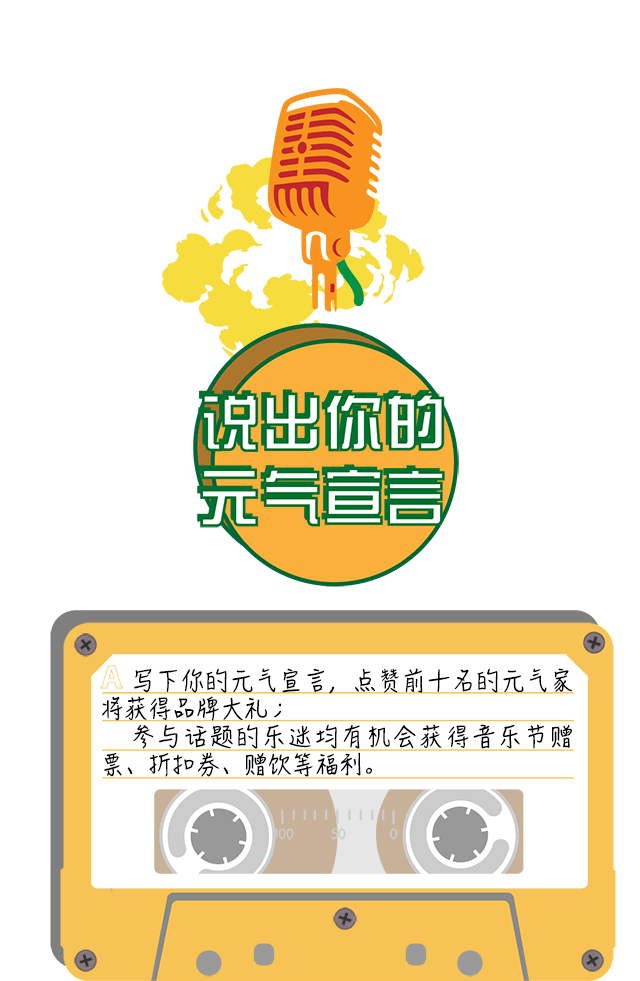 说出你的
元气宣言
A 写下你的元气宣言，点赞前十名的元气家
将获得品牌大礼；
参与话题的乐迷均有机会获得音乐节赠
票、折扣券、赠饮等福利。
100 50 0